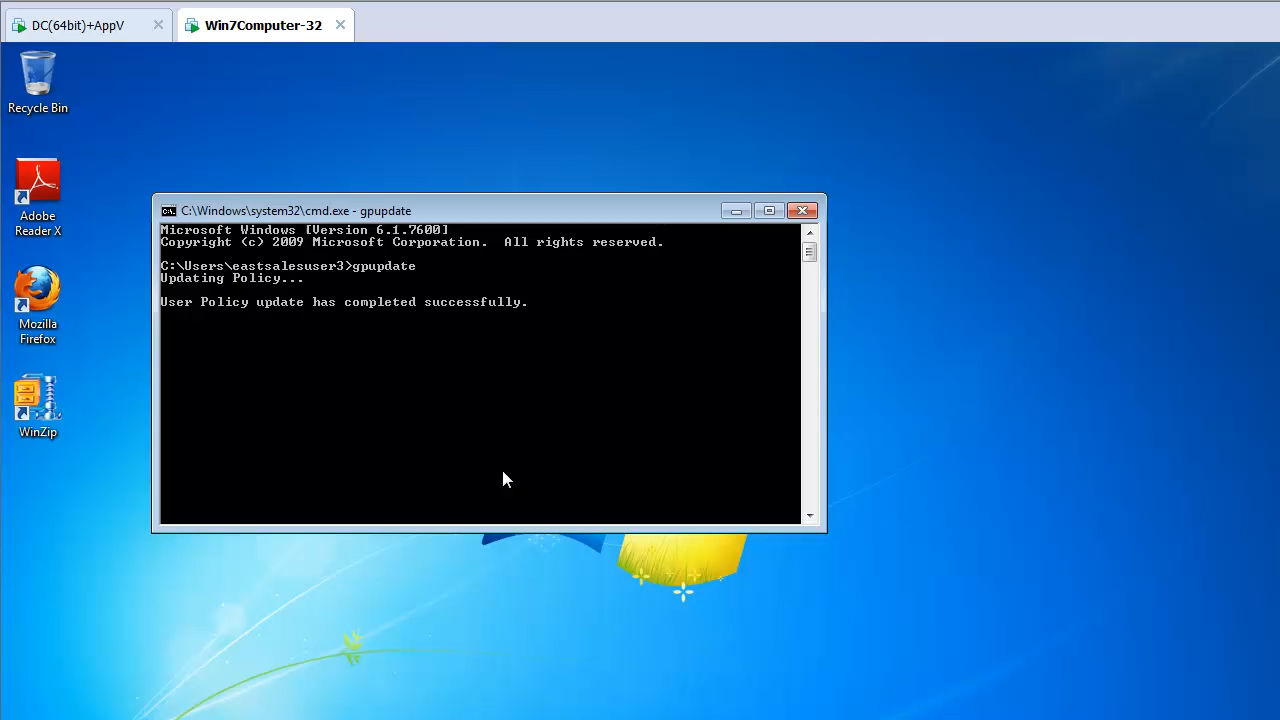 DC(64bit)+AppV
Win7Computer-32
Recycle Bin
Adobe
Reader X
Mozilla
Firefox
WinZip
C:\Windows\system32\cmd.exe - gpupdate
Microsoft Windows [Version 6.1.7600]
Copyright (c) 2009 Microsoft Corporation.  All rights reserved.
C:\Users\eastsalesuser3>gpupdate
Updating Policy...
User Policy update has completed successfully.